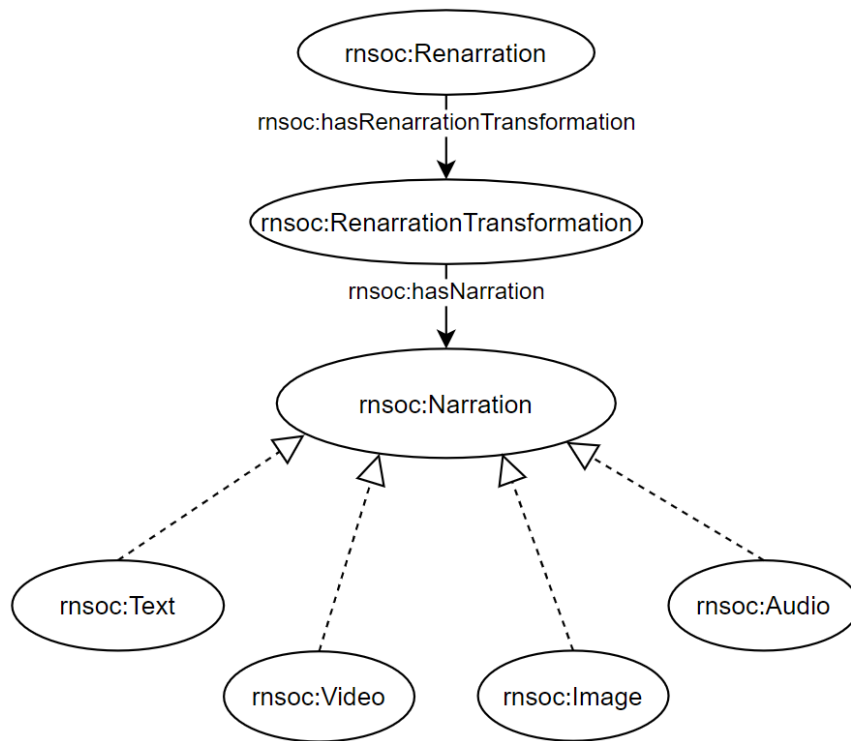 rnsoc:Renarration
rnsoc:hasRenarrationTransformation
rnsoc:RenarrationTransformation
rnsoc:hasNarration
rnsoc:Narration
rnsoc:Text
rnsoc:Audio
rnsoc:Video
rnsoc:Image